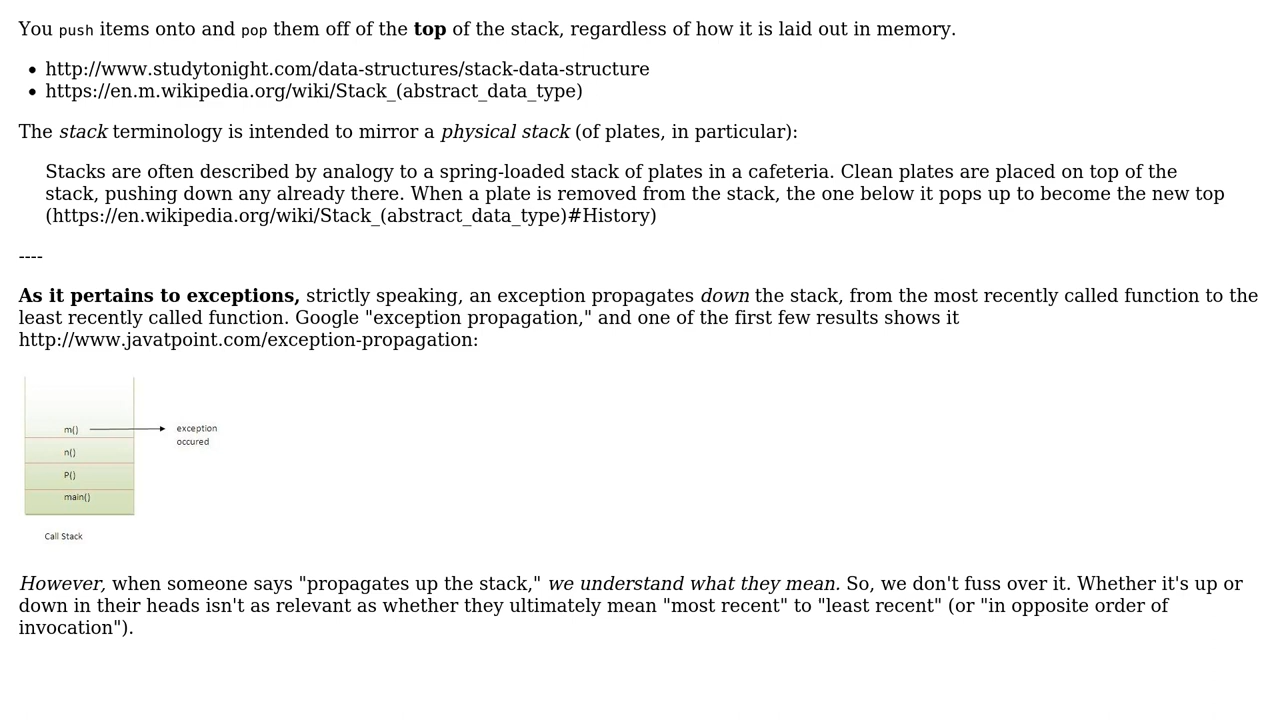 You push items onto and pop them off of the top of the stack, regardless of how it is laid out in memory.
http://www.studytonight.com/data-structures/stack-data-structure
https://en.m.wikipedia.org/wiki/Stack_(abstract_data_type)
The stack terminology is intended to mirror a physical stack (of plates, in particular):
Stacks are often described by analogy to a spring-loaded stack of plates in a cafeteria. Clean plates are placed on top of the
stack, pushing down any already there. When a plate is removed from the stack, the one below it pops up to become the new top
(https://en.wikipedia.org/wiki/Stack_(abstract_data_type)#History)
----
As it pertains to exceptions, strictly speaking, an exception propagates down the stack, from the most recently called function to the
least recently called function. Google "exception propagation," and one of the first few results shows it
http://www.javatpoint.com/exception-propagation:
m()
exception
occured
n()
P()
main()
Call Stack
However, when someone says "propagates up the stack," we understand what they mean. So, we don't fuss over it. Whether it's up or
down in their heads isn't as relevant as whether they ultimately mean "most recent" to "least recent" (or "in opposite order of
invocation").